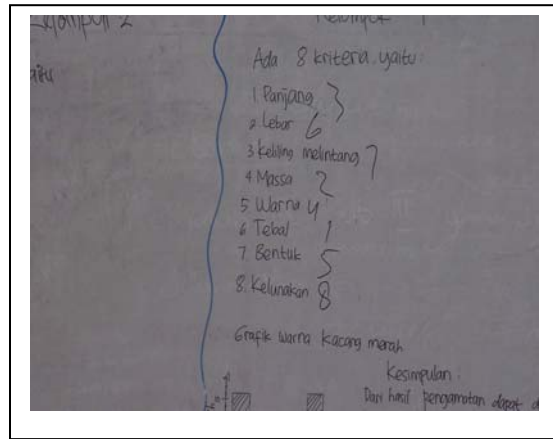 Kelompok 2
Kelompok 1
aitu
Ada 8 kriteria yaitu:
1. Panjang 3
2. Lebar 6
3. Keliling melintang 7
4. Massa 2
5. Warna 4
6. Tebal 1
7. Bentuk 5
8. Kelunakan 8
Grafik warna kacang merah
Kesimpulan :
Dari hasil pengamatan dapat d